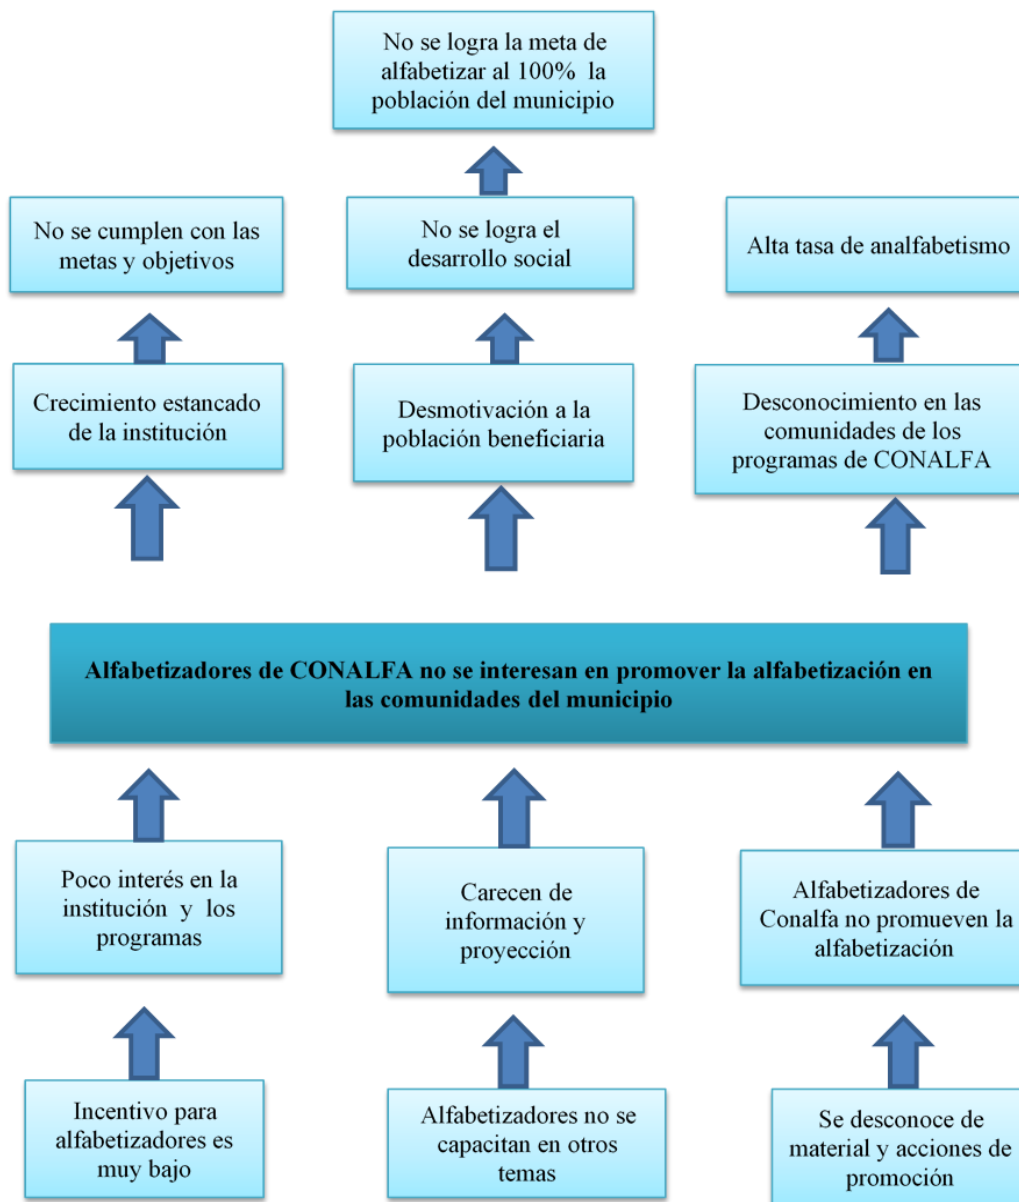 No se logra la meta de
alfabetizar al 100% la
población del municipio
No se cumplen con las
metas y objetivos
No se logra el
desarrollo social
Alta tasa de analfabetismo
Crecimiento estancado
de la institución
Desmotivación a la
población beneficiaria
Desconocimiento en las
comunidades de los
programas de CONALFA
Alfabetizadores de CONALFA no se interesan en promover la alfabetización en
las comunidades del municipio
Poco interés en la
institución y los
programas
Carecen de
información y
proyección
Alfabetizadores de
Conalfa no promueven la
alfabetización
Incentivo para
alfabetizadores es
muy bajo
Alfabetizadores no se
capacitan en otros
temas
Se desconoce de
material y acciones de
promoción